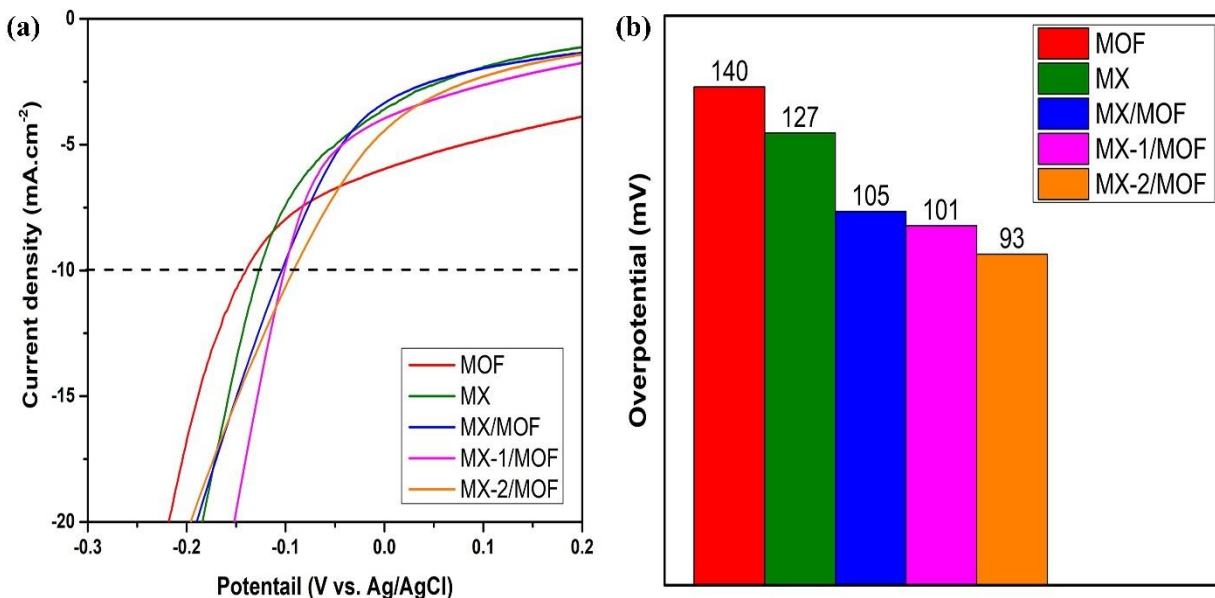 (a)
Current density (mA.cm⁻²)
0
-5
-10
-15
-20
-0.3
-0.2
-0.1
0.0
0.1
0.2
Potentail (V vs. Ag/AgCl)
MOF
MX
MX/MOF
MX-1/MOF
MX-2/MOF
(b)
Overpotential (mV)
140
127
105
101
93
MOF
MX
MX/MOF
MX-1/MOF
MX-2/MOF